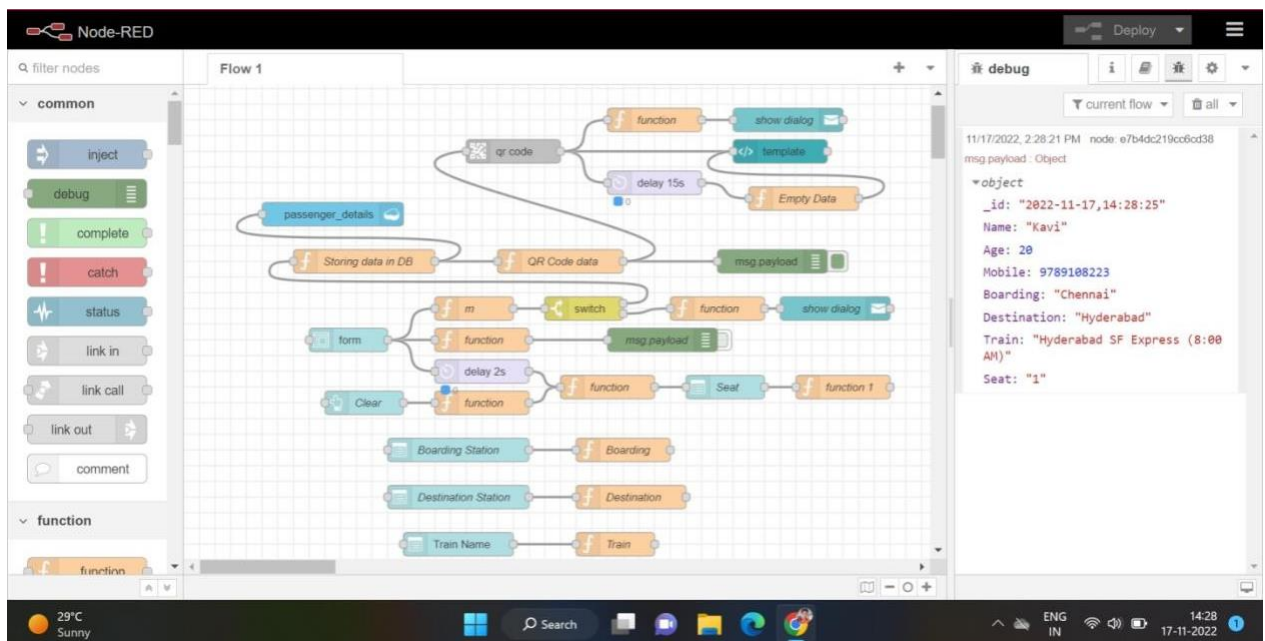 Node-RED
Deploy
filter nodes
common
inject
debug
complete
catch
status
link in
link call
link out
comment
function
function
Flow 1
function
show dialog
qr code
template
delay 15s
Empty Data
passenger_details
Storing data in DB
QR Code data
msg.payload
m
switch
function
show dialog
form
function
msg.payload
delay 2s
0
0
function
Seat
function 1
Clear
function
Boarding Station
Boarding
Destination Station
Destination
Train Name
Train
debug
i
current flow
all
11/17/2022, 2:28:21 PM node: e7b4dc219cc6cd38
msg.payload : Object
object
_id: "2022-11-17,14:28:25"
Name: "Kavi"
Age: 20
Mobile: 9789108223
Boarding: "Chennai"
Destination: "Hyderabad"
Train: "Hyderabad SF Express (8:00
AM)"
Seat: "1"
29°C
Sunny
Search
ENG
IN
14:28
17-11-2022
1